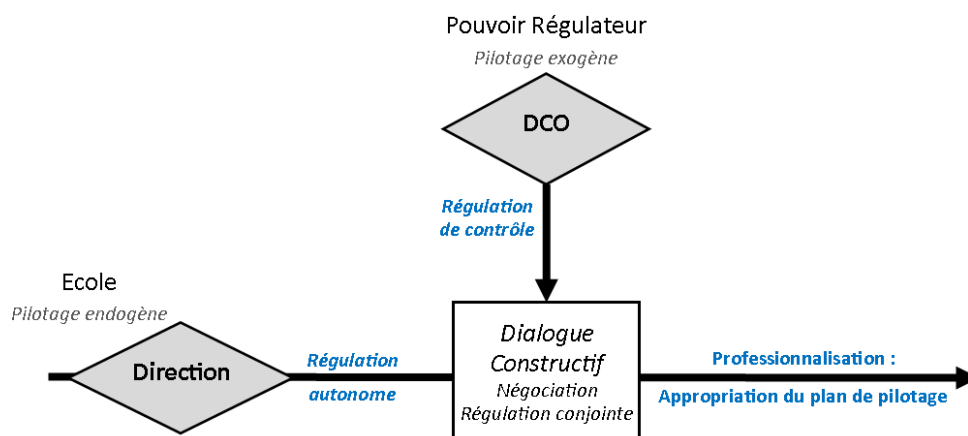 Pouvoir Régulateur
Pilotage exogène
DCO
Régulation
de contrôle
Ecole
Pilotage endogène
Direction
Régulation
autonome
Dialogue
Constructif
Négociation
Régulation conjointe
Professionnalisation :
Appropriation du plan de pilotage